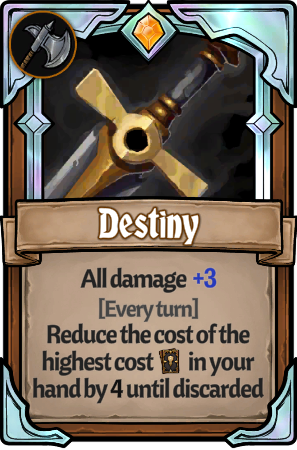 Destiny
All damage +3
[Every turn]
Reduce the cost of the
highest cost in your
hand by 4 until discarded